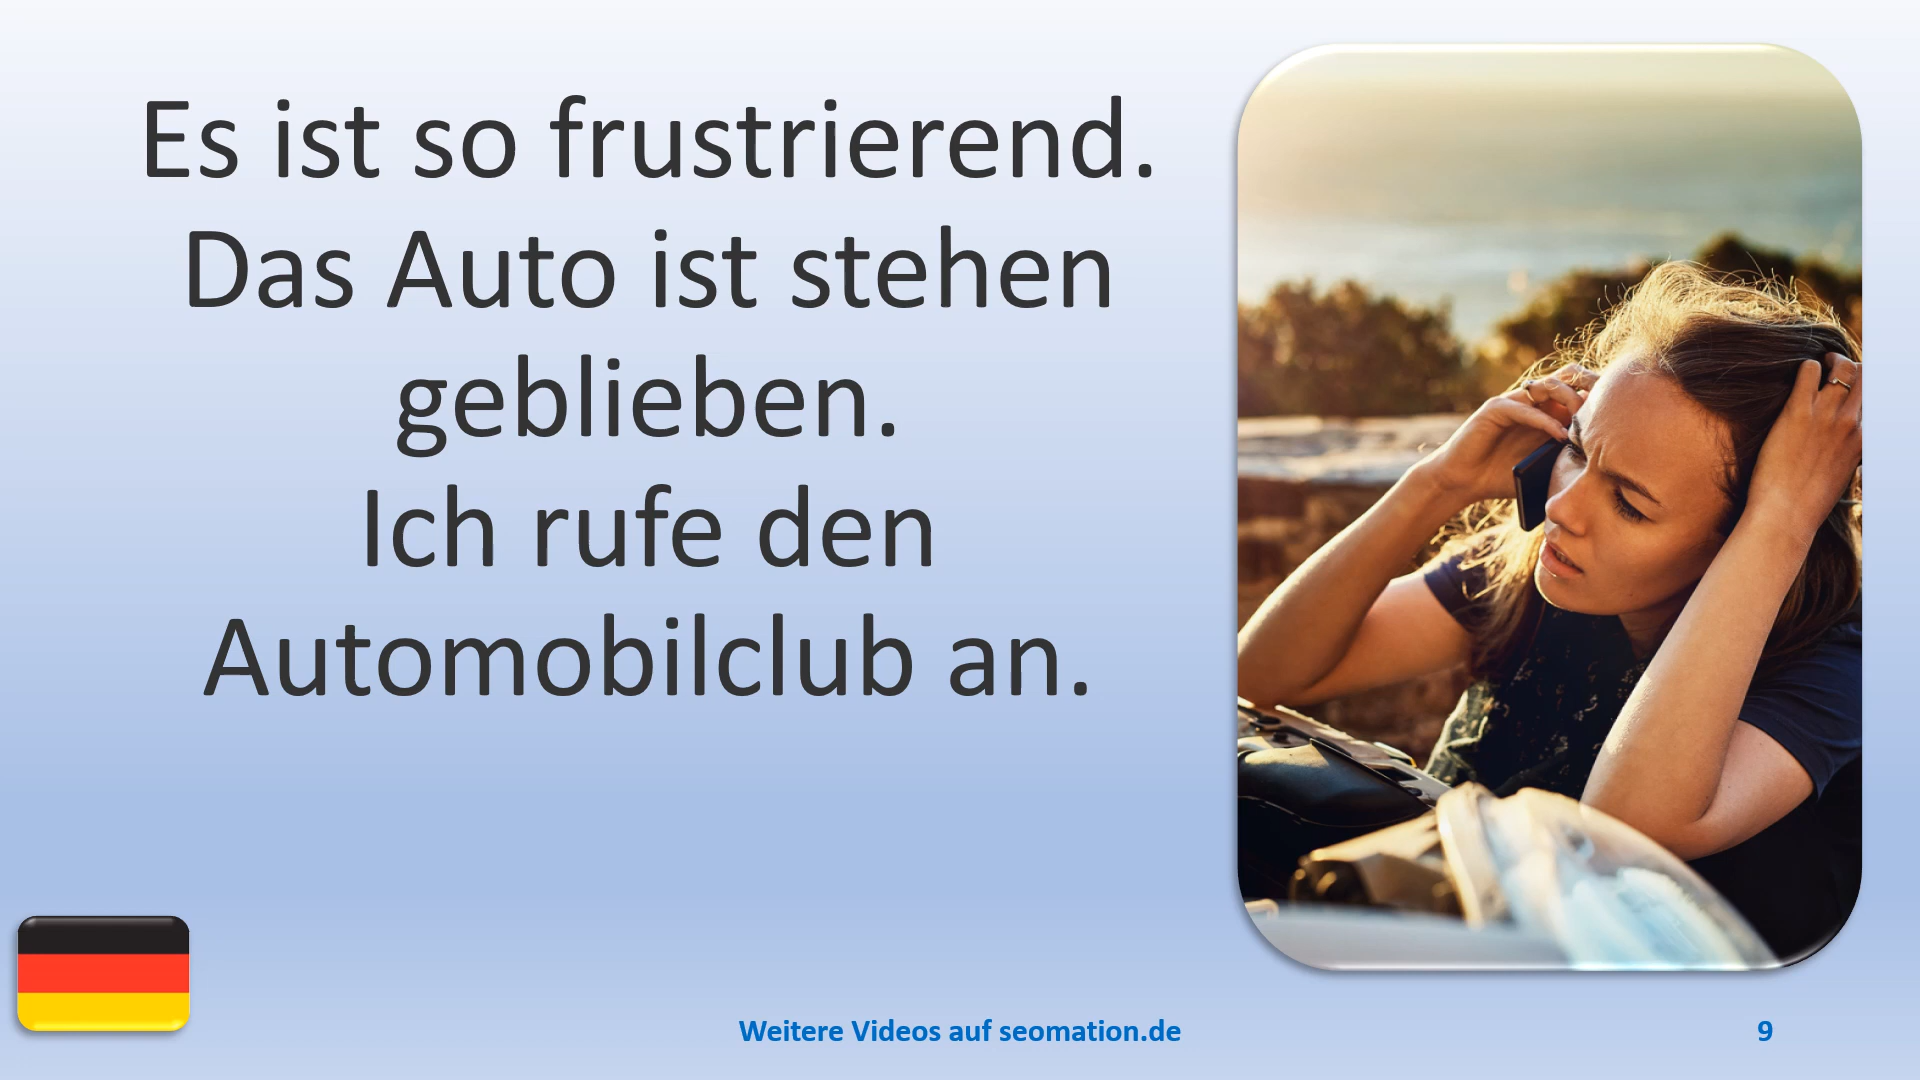 Es ist so frustrierend.
Das Auto ist stehen
geblieben.
Ich rufe den
Automobilclub an.
Weitere Videos auf seomation.de
9